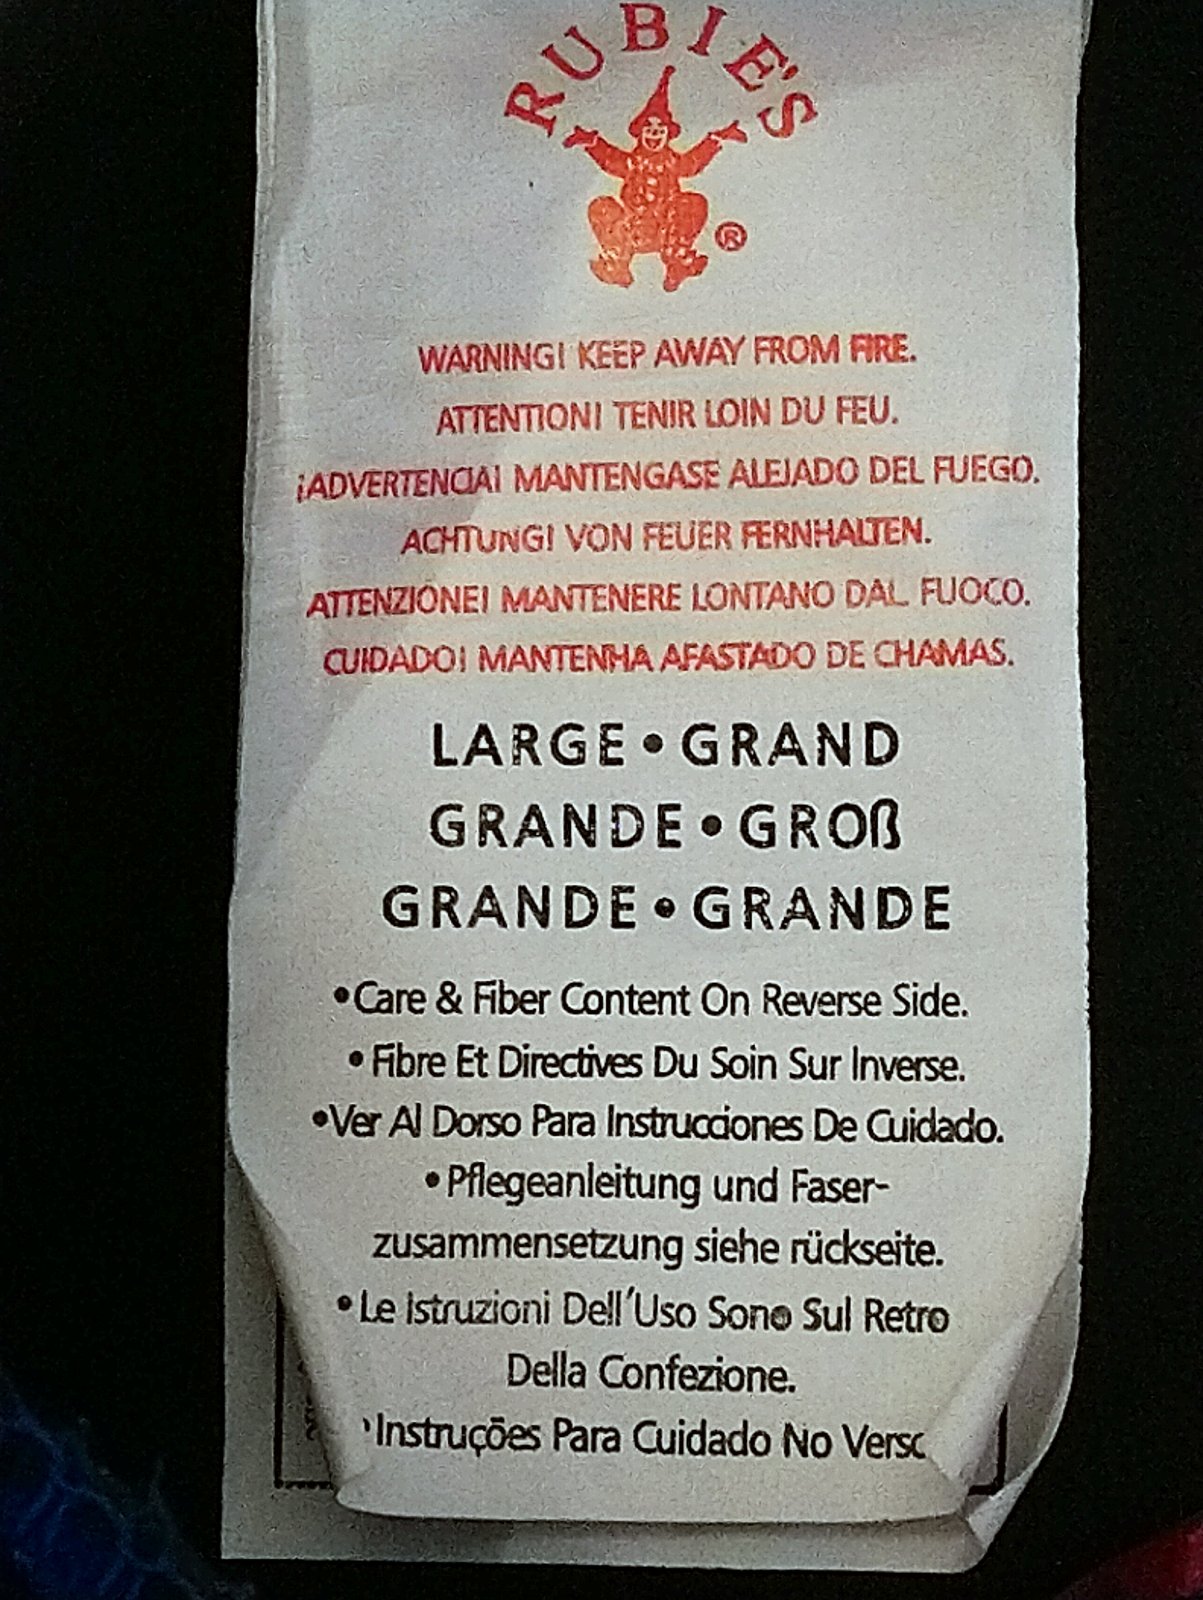 RUBIE'S
®
WARNING! KEEP AWAY FROM FIRE.
ATTENTION! TENIR LOIN DU FEU.
¡ADVERTENCIA! MANTENGASE ALEJADO DEL FUEGO.
ACHTUNG! VON FEUER FERNHALTEN.
ATTENZIONE! MANTENERE LONTANO DAL FUOCO.
CUIDADO! MANTENHA AFASTADO DE CHAMAS.
LARGE • GRAND
GRANDE • GROß
GRANDE • GRANDE
•Care & Fiber Content On Reverse Side.
• Fibre Et Directives Du Soin Sur Inverse.
•Ver Al Dorso Para Instrucciones De Cuidado.
• Pflegeanleitung und Faser-
zusammensetzung siehe rückseite.
• Le Istruzioni Dell'Uso Sono Sul Retro
Della Confezione.
Instruções Para Cuidado No